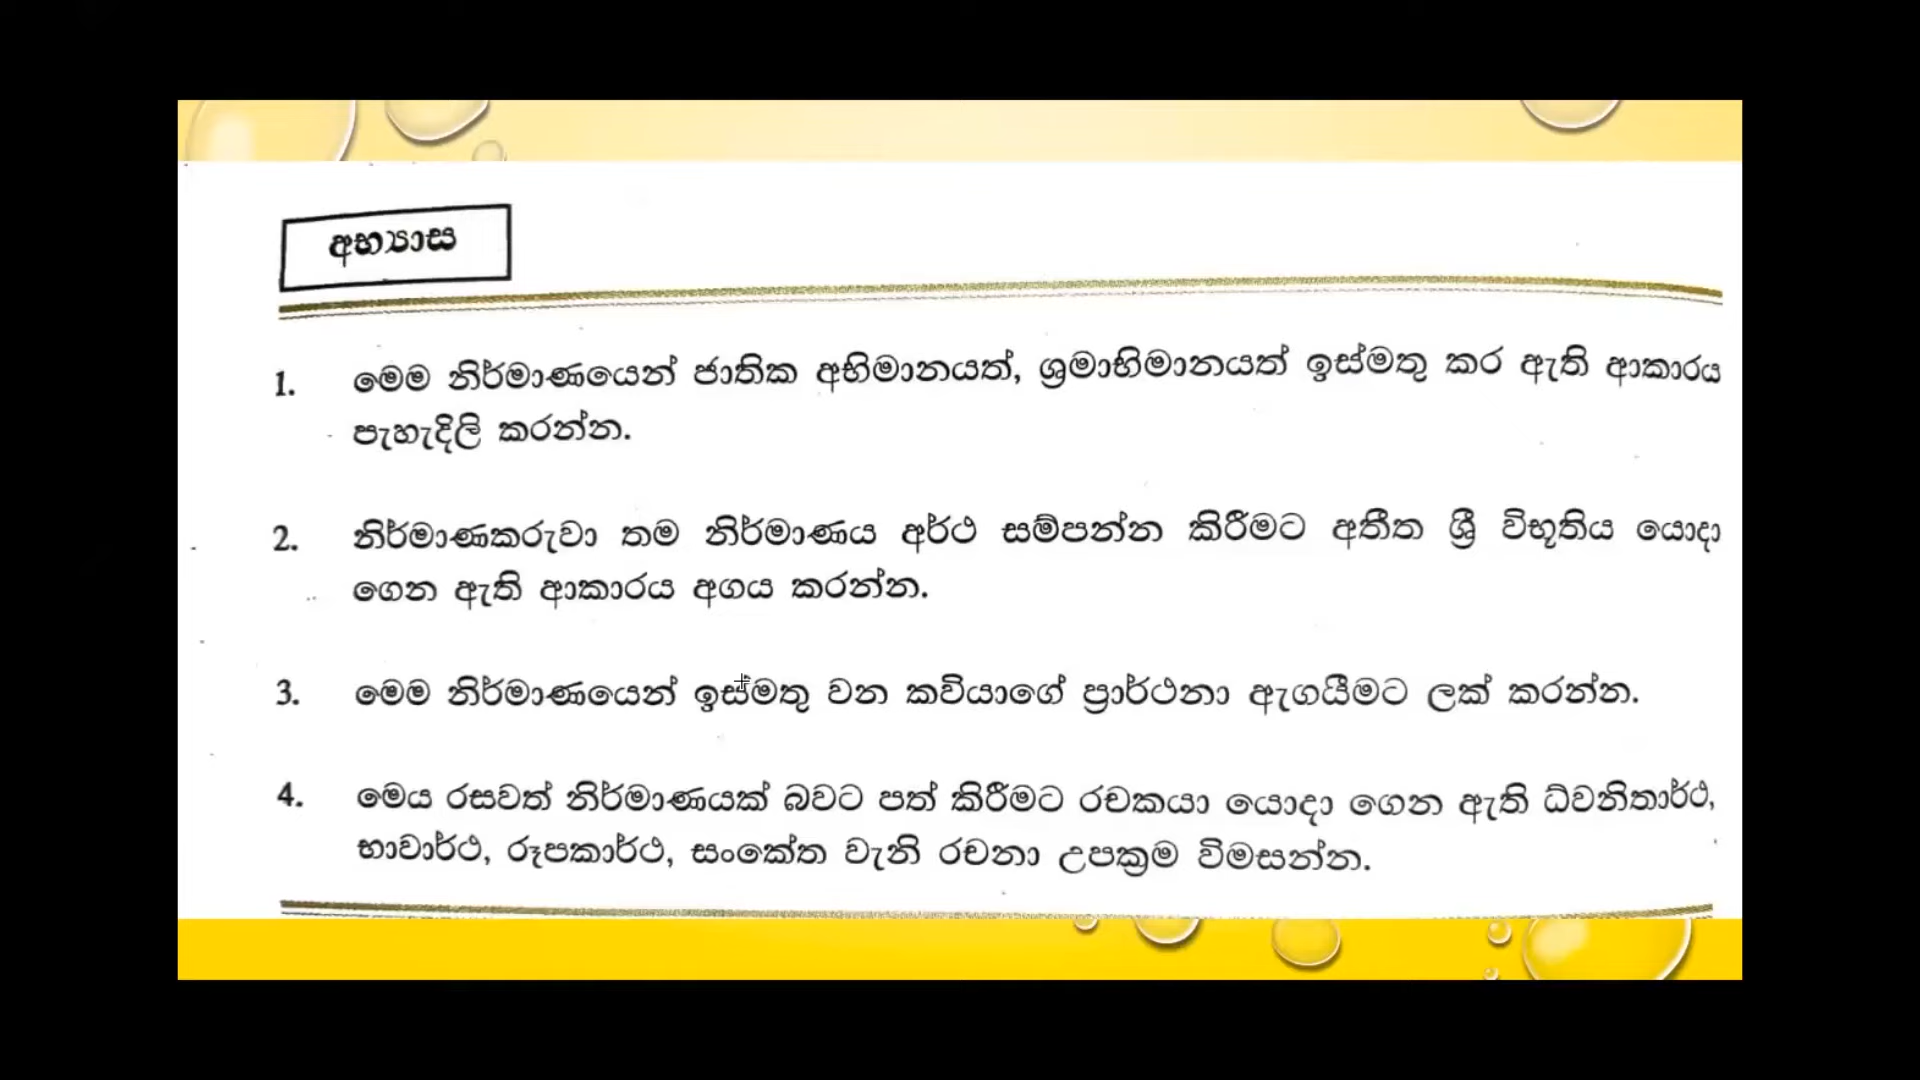 අභ්‍යාස
1. මෙම නිර්මාණයෙන් ජාතික අභිමානයත්, ශ්‍රමාභිමානයත් ඉස්මතු කර ඇති ආකාරය
පැහැදිලි කරන්න.
2. නිර්මාණකරුවා තම නිර්මාණය අර්ථ සම්පන්න කිරීමට අතීත ශ්‍රී විභූතිය යොදා
ගෙන ඇති ආකාරය අගය කරන්න.
3. මෙම නිර්මාණයෙන් ඉස්මතු වන කවියාගේ ප්‍රාර්ථනා ඇගයීමට ලක් කරන්න.
4. මෙය රසවත් නිර්මාණයක් බවට පත් කිරීමට රචකයා යොදා ගෙන ඇති ධ්වනිතාර්ථ,
භාවාර්ථ, රූපකාර්ථ, සංකේත වැනි රචනා උපක්‍රම විමසන්න.